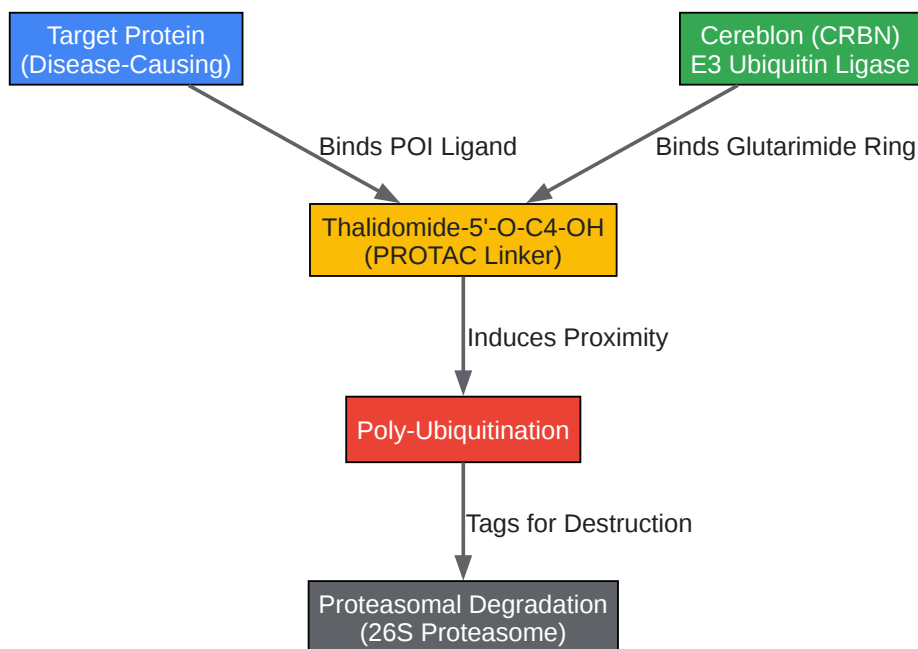 Target Protein
(Disease-Causing)
Cereblon (CRBN)
E3 Ubiquitin Ligase
Binds POI Ligand
Binds Glutarimide Ring
Thalidomide-5'-O-C4-OH
(PROTAC Linker)
Induces Proximity
Poly-Ubiquitination
Tags for Destruction
Proteasomal Degradation
(26S Proteasome)